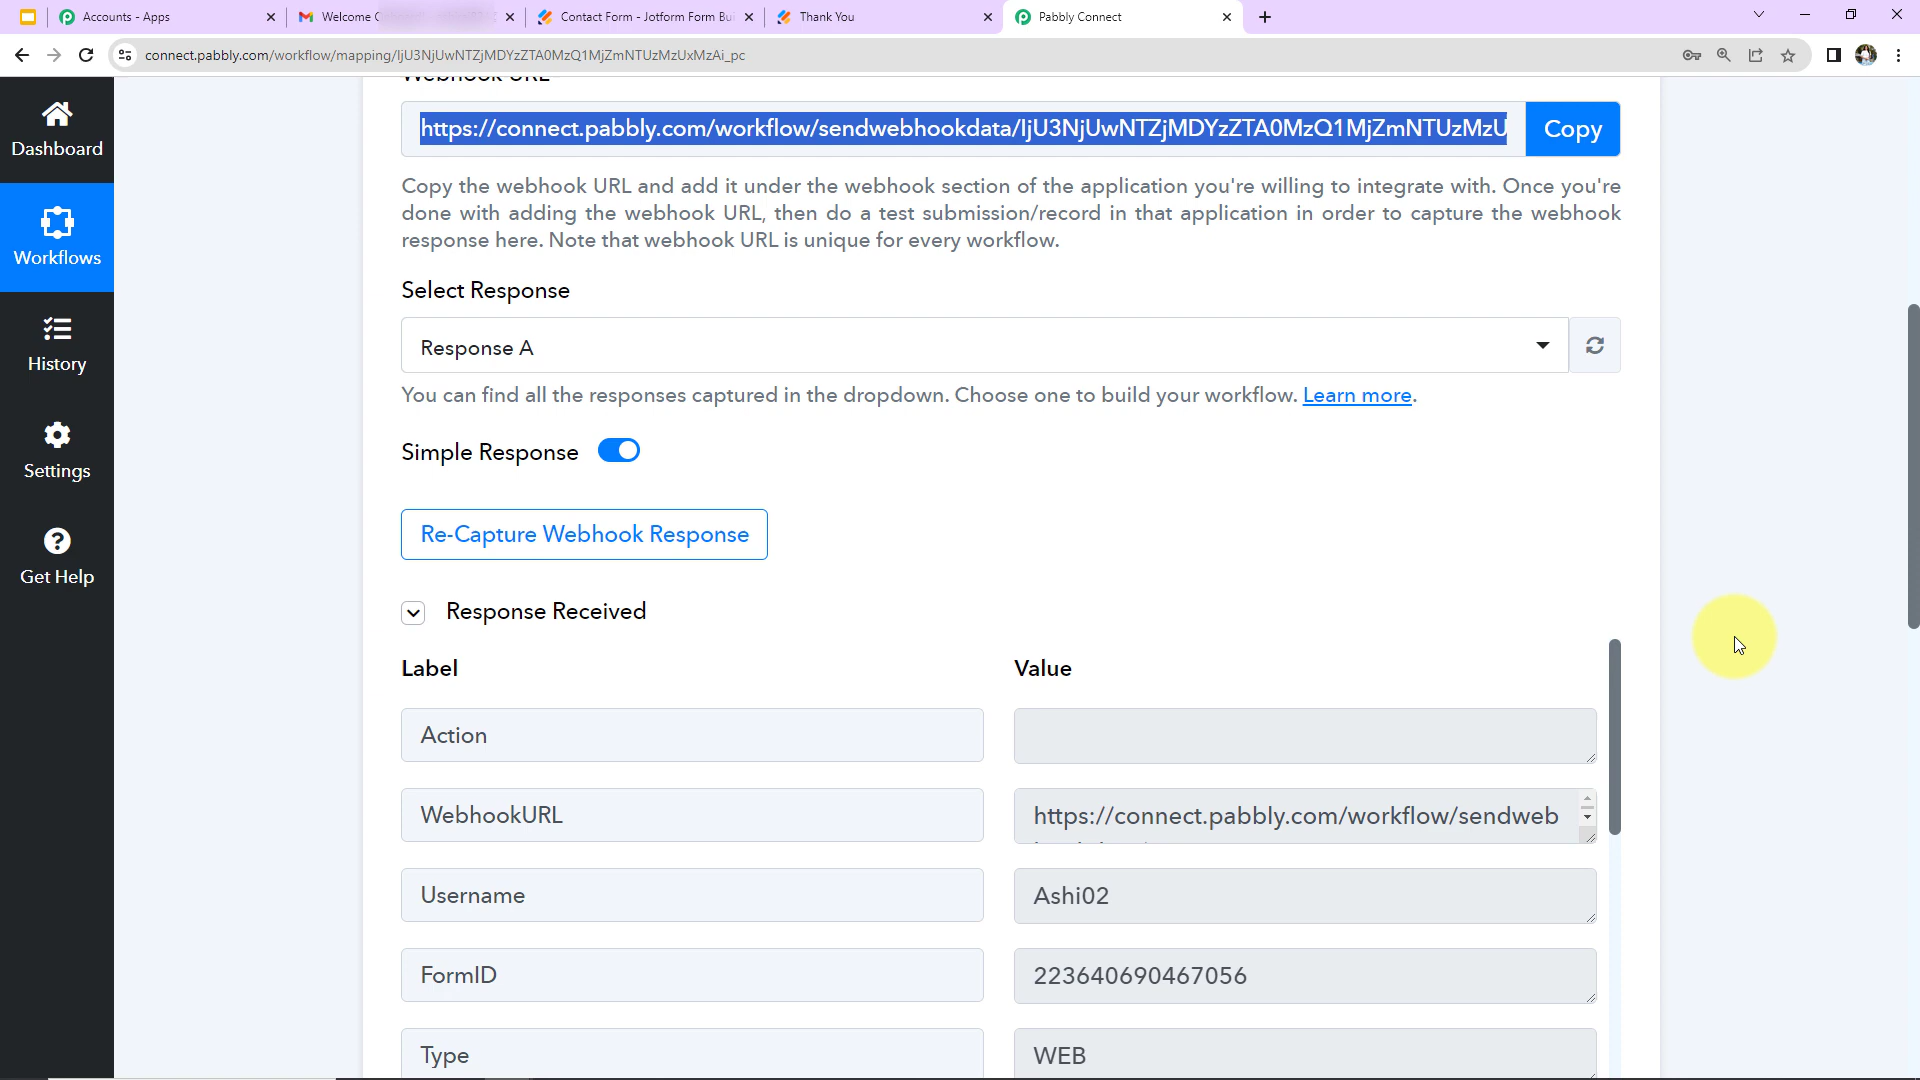 Accounts - Apps
Welcome
Contact Form - Jotform Form Bui
Thank You
Pabbly Connect
connect.pabbly.com/workflow/mapping/IjU3NjUwNTZjMDYzZTA0MzQ1MjZmNTUzMzUxMzAi_pc
Dashboard
Workflows
History
Settings
Get Help
Webhook URL
https://connect.pabbly.com/workflow/sendwebhookdata/IjU3NjUwNTZjMDYzZTA0MzQ1MjZmNTUzMzU
Copy
Copy the webhook URL and add it under the webhook section of the application you're willing to integrate with. Once you're
done with adding the webhook URL, then do a test submission/record in that application in order to capture the webhook
response here. Note that webhook URL is unique for every workflow.
Select Response
Response A
You can find all the responses captured in the dropdown. Choose one to build your workflow. Learn more.
Simple Response
Re-Capture Webhook Response
Response Received
Label
Value
Action
WebhookURL
https://connect.pabbly.com/workflow/sendweb
Username
Ashi02
FormID
223640690467056
Type
WEB